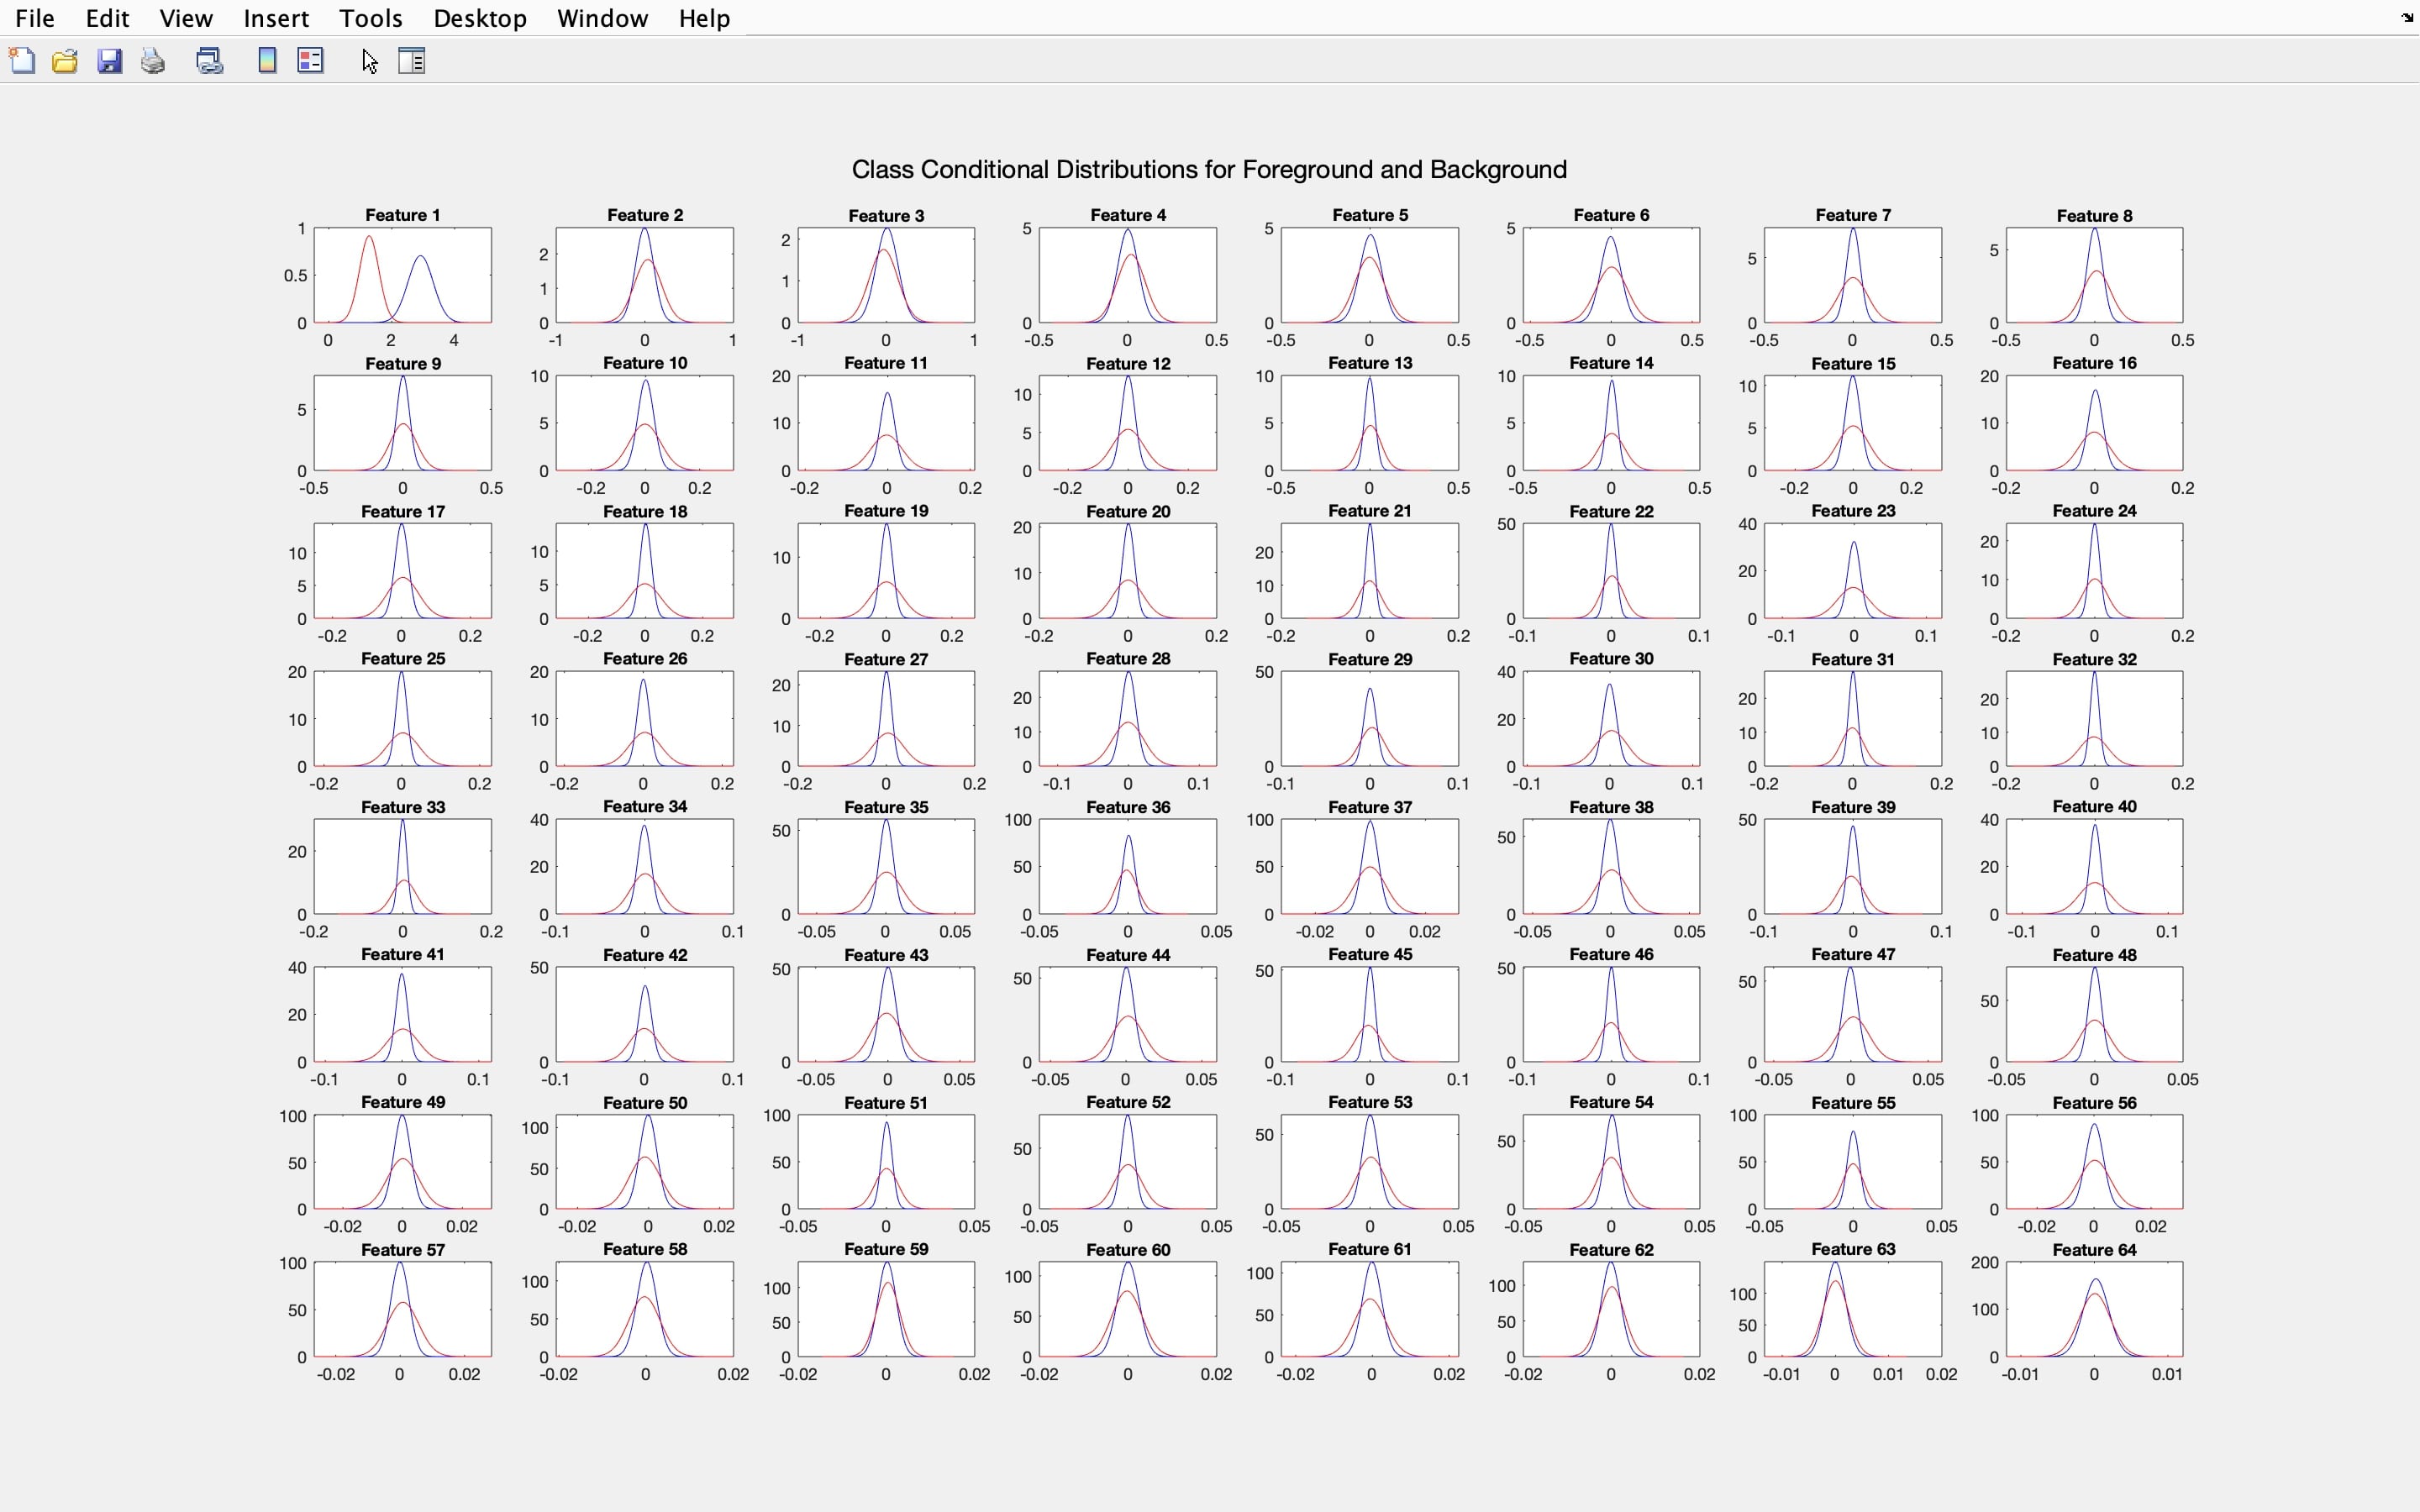 File Edit View Insert Tools Desktop Window Help
Class Conditional Distributions for Foreground and Background
Feature 1 Feature 2 Feature 3 Feature 4 Feature 5 Feature 6 Feature 7 Feature 8
1 0.5 0 2 1 0 2 1 0 5 0 5 0 5 0 5 0 5 0
0 2 4 -1 0 1 -1 0 1 -0.5 0 0.5 -0.5 0 0.5 -0.5 0 0.5 -0.5 0 0.5 -0.5 0 0.5
Feature 9 Feature 10 Feature 11 Feature 12 Feature 13 Feature 14 Feature 15 Feature 16
5 0 10 5 0 20 10 0 10 5 0 10 5 0 10 5 0 10 5 0 20 10 0
-0.5 0 0.5 -0.2 0 0.2 -0.2 0 0.2 -0.2 0 0.2 -0.5 0 0.5 -0.5 0 0.5 -0.2 0 0.2 -0.2 0 0.2
Feature 17 Feature 18 Feature 19 Feature 20 Feature 21 Feature 22 Feature 23 Feature 24
10 5 0 10 5 0 10 0 20 10 0 20 10 0 50 0 40 20 0 20 10 0
-0.2 0 0.2 -0.2 0 0.2 -0.2 0 0.2 -0.2 0 0.2 -0.2 0 0.2 -0.1 0 0.1 -0.1 0 0.1 -0.2 0 0.2
Feature 25 Feature 26 Feature 27 Feature 28 Feature 29 Feature 30 Feature 31 Feature 32
20 10 0 20 10 0 20 10 0 20 10 0 50 0 40 20 0 20 10 0 20 10 0
-0.2 0 0.2 -0.2 0 0.2 -0.2 0 0.2 -0.1 0 0.1 -0.1 0 0.1 -0.1 0 0.1 -0.2 0 0.2 -0.2 0 0.2
Feature 33 Feature 34 Feature 35 Feature 36 Feature 37 Feature 38 Feature 39 Feature 40
20 0 40 20 0 50 0 100 50 0 100 50 0 50 0 50 0 40 20 0
-0.2 0 0.2 -0.1 0 0.1 -0.05 0 0.05 -0.05 0 0.05 -0.02 0 0.02 -0.05 0 0.05 -0.1 0 0.1 -0.1 0 0.1
Feature 41 Feature 42 Feature 43 Feature 44 Feature 45 Feature 46 Feature 47 Feature 48
40 20 0 50 0 50 0 50 0 50 0 50 0 50 0 50 0
-0.1 0 0.1 -0.1 0 0.1 -0.05 0 0.05 -0.05 0 0.05 -0.1 0 0.1 -0.1 0 0.1 -0.05 0 0.05 -0.05 0 0.05
Feature 49 Feature 50 Feature 51 Feature 52 Feature 53 Feature 54 Feature 55 Feature 56
100 50 0 100 50 0 100 50 0 50 0 50 0 50 0 100 50 0 100 50 0
-0.02 0 0.02 -0.02 0 0.02 -0.05 0 0.05 -0.05 0 0.05 -0.05 0 0.05 -0.05 0 0.05 -0.05 0 0.05 -0.02 0 0.02
Feature 57 Feature 58 Feature 59 Feature 60 Feature 61 Feature 62 Feature 63 Feature 64
100 50 0 100 50 0 100 50 0 100 50 0 100 50 0 100 50 0 100 50 0 200 100 0
-0.02 0 0.02 -0.02 0 0.02 -0.02 0 0.02 -0.02 0 0.02 -0.02 0 0.02 -0.02 0 0.02 -0.01 0 0.01 0.02 -0.01 0 0.01